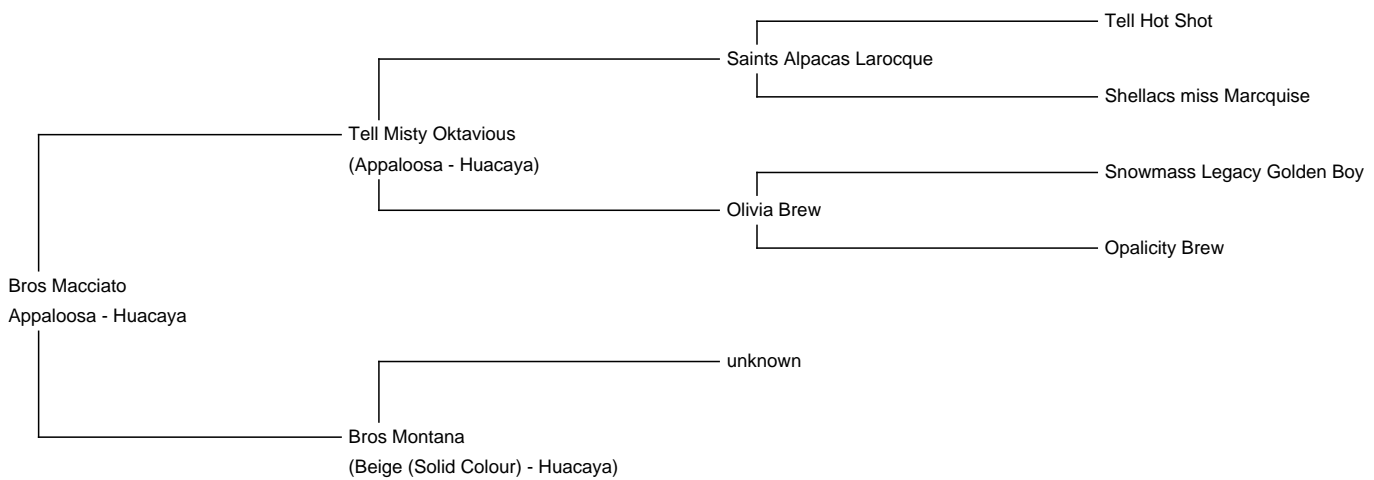 Tell Hot Shot
Saints Alpacas Larocque
Shellacs miss Marcquise
Tell Misty Oktavious
(Appaloosa - Huacaya)
Snowmass Legacy Golden Boy
Olivia Brew
Opalicity Brew
Bros Macciato
Appaloosa - Huacaya
unknown
Bros Montana
(Beige (Solid Colour) - Huacaya)